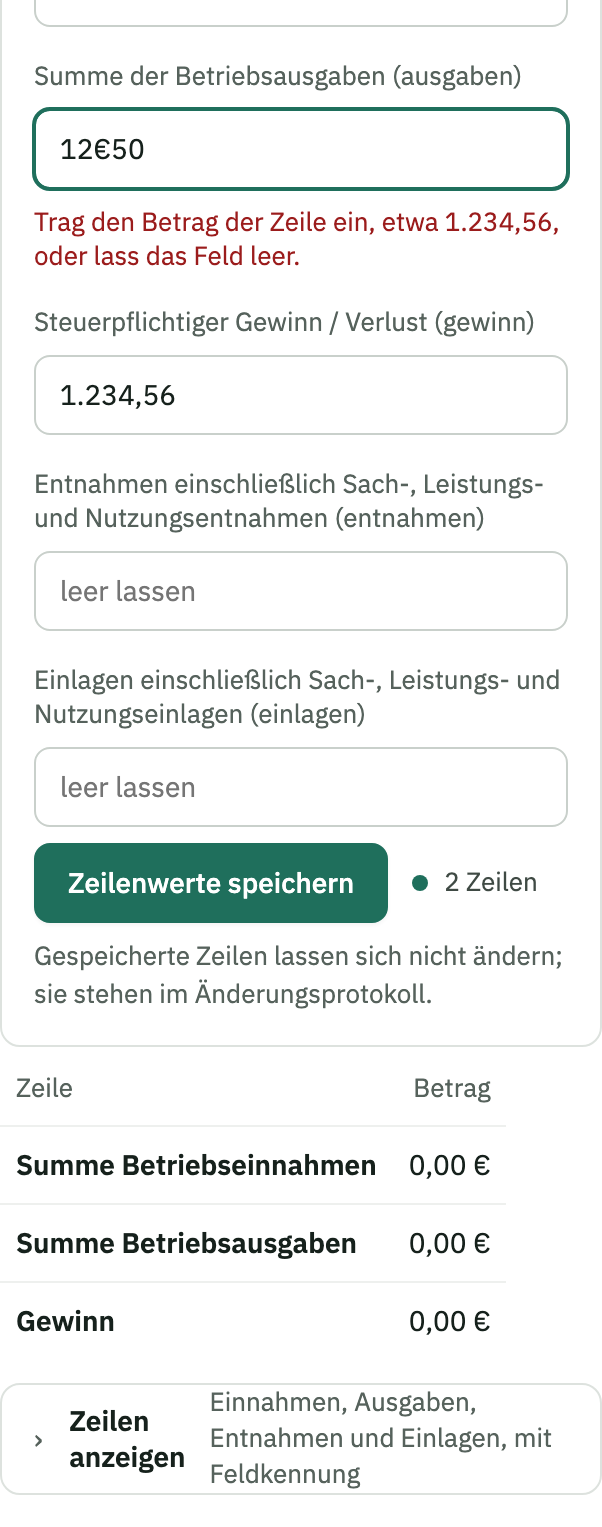 Summe der Betriebsausgaben (ausgaben)
12€50
Trag den Betrag der Zeile ein, etwa 1.234,56,
oder lass das Feld leer.
Steuerpflichtiger Gewinn / Verlust (gewinn)
1.234,56
Entnahmen einschließlich Sach-, Leistungs-
und Nutzungsentnahmen (entnahmen)
leer lassen
Einlagen einschließlich Sach-, Leistungs- und
Nutzungseinlagen (einlagen)
leer lassen
Zeilenwerte speichern
2 Zeilen
Gespeicherte Zeilen lassen sich nicht ändern;
sie stehen im Änderungsprotokoll.
Zeile Betrag
Summe Betriebseinnahmen 0,00 €
Summe Betriebsausgaben 0,00 €
Gewinn 0,00 €
Zeilen
anzeigen
Einnahmen, Ausgaben,
Entnahmen und Einlagen, mit
Feldkennung